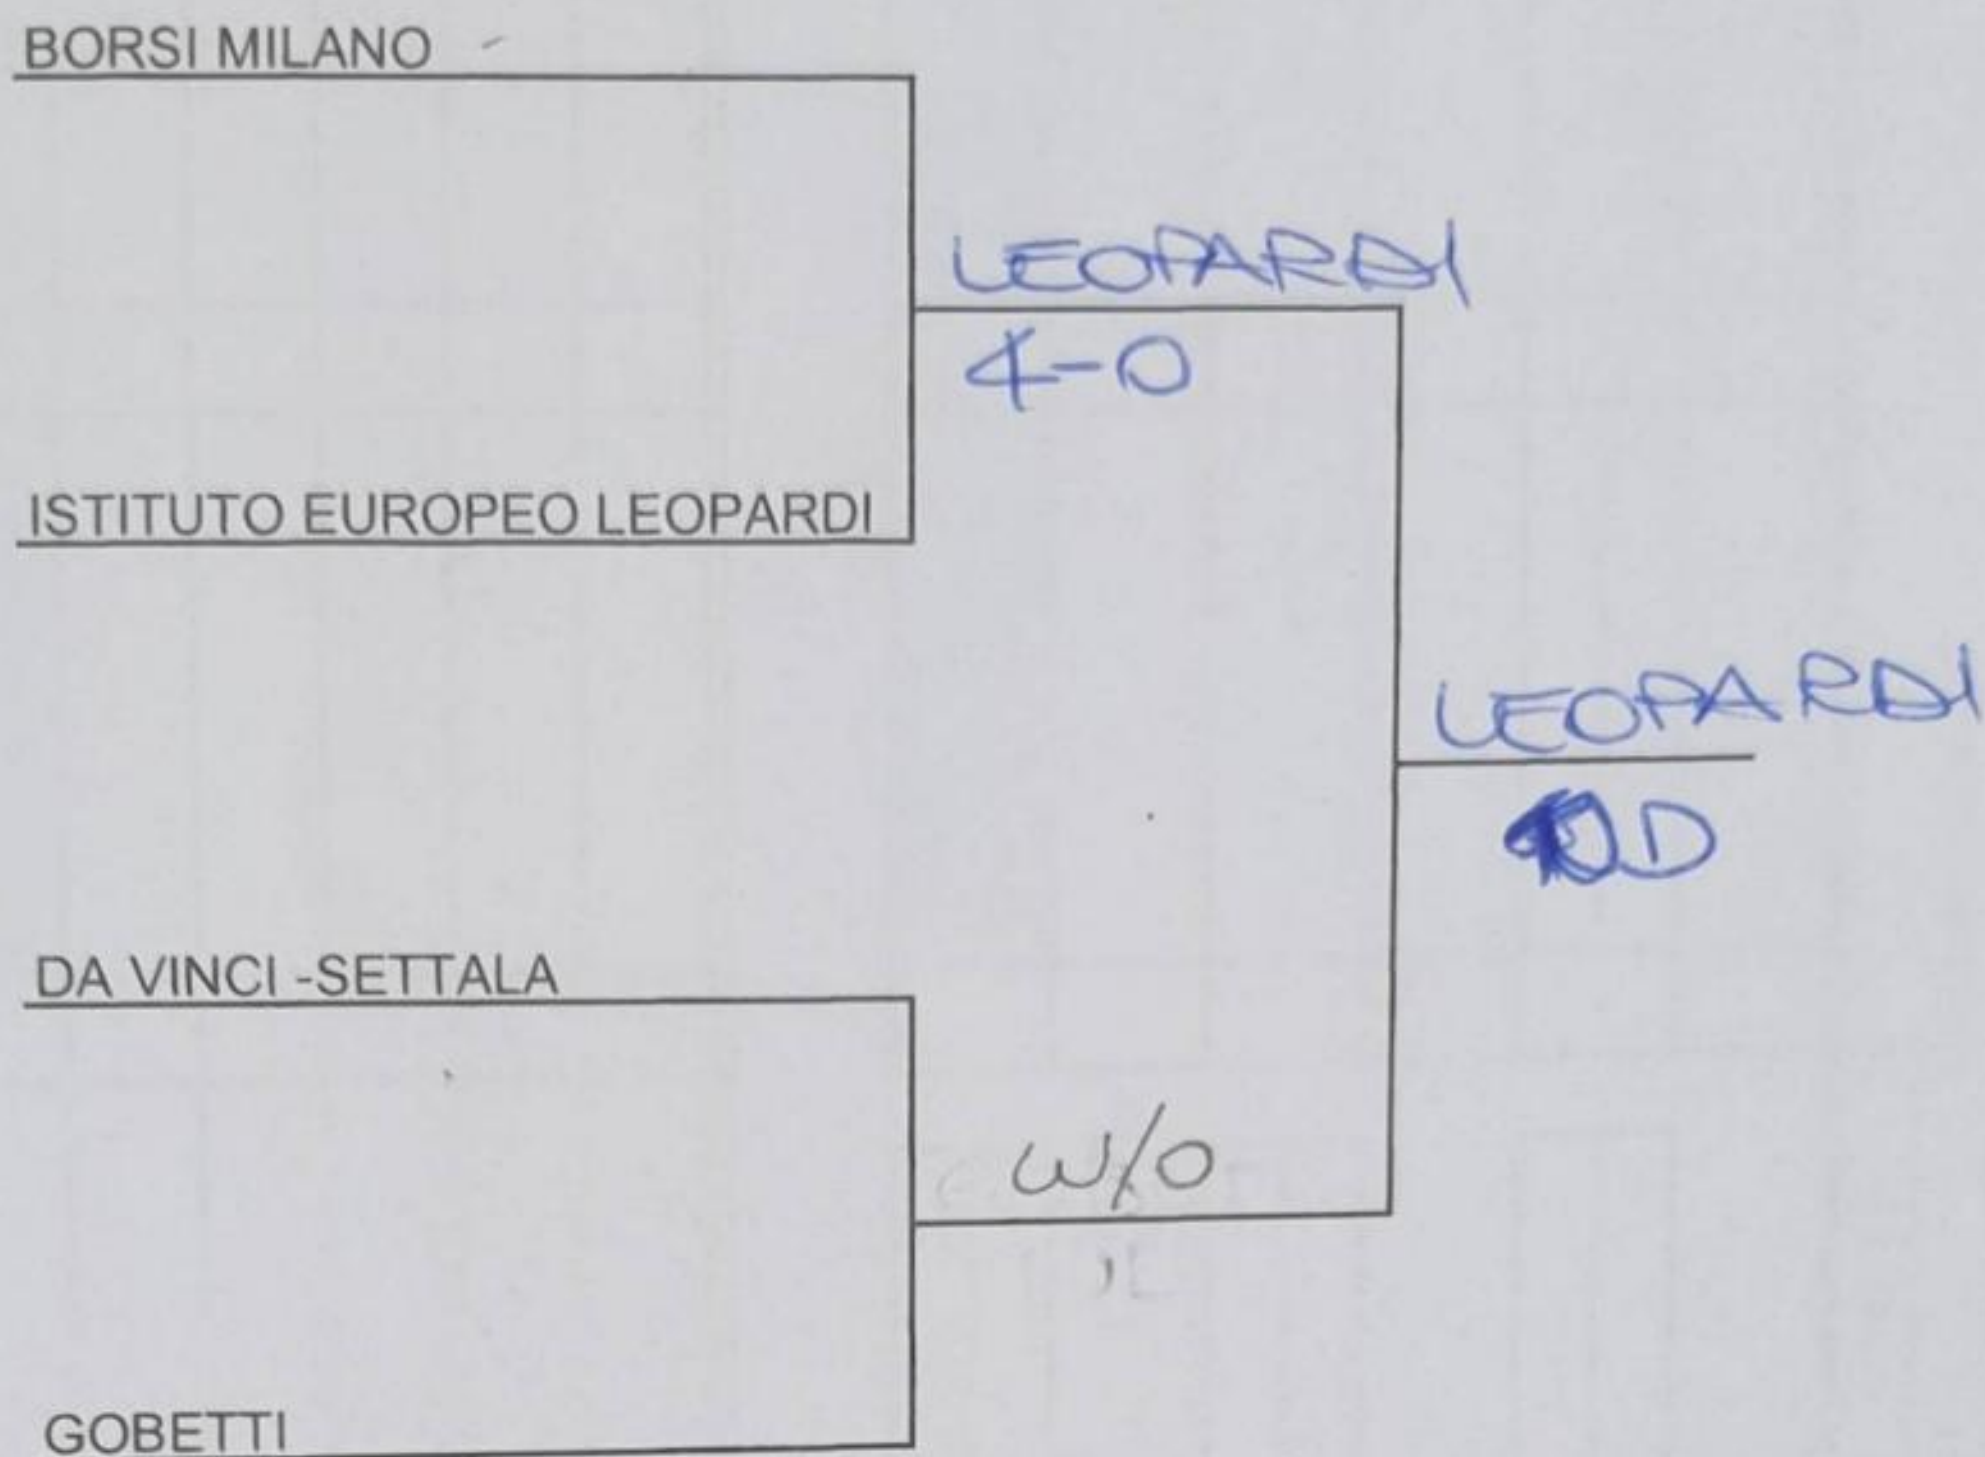 BORSI MILANO
LEOPARDI
4-0
ISTITUTO EUROPEO LEOPARDI
LEOPARDI
DA VINCI -SETTALA
W/O
GOBETTI